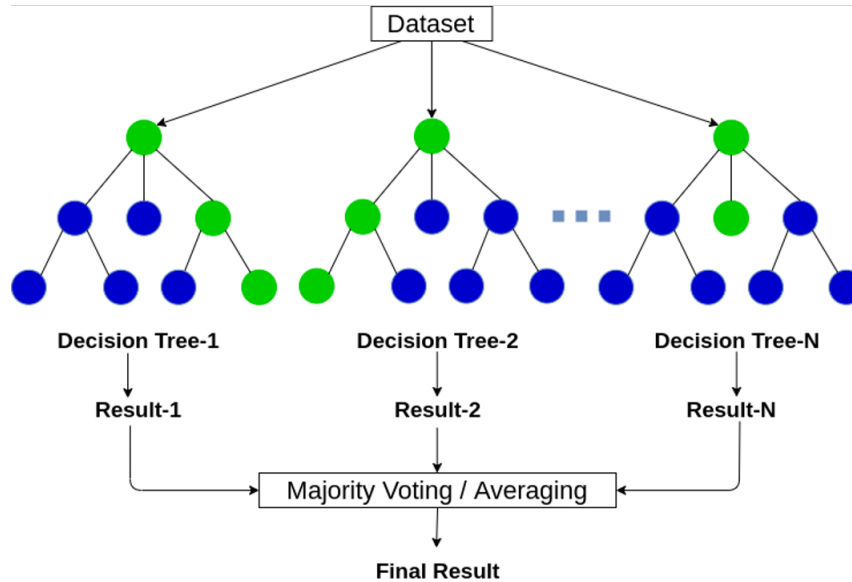 Dataset
Decision Tree-1
Decision Tree-2
Decision Tree-N
Result-1
Result-2
Result-N
Majority Voting / Averaging
Final Result